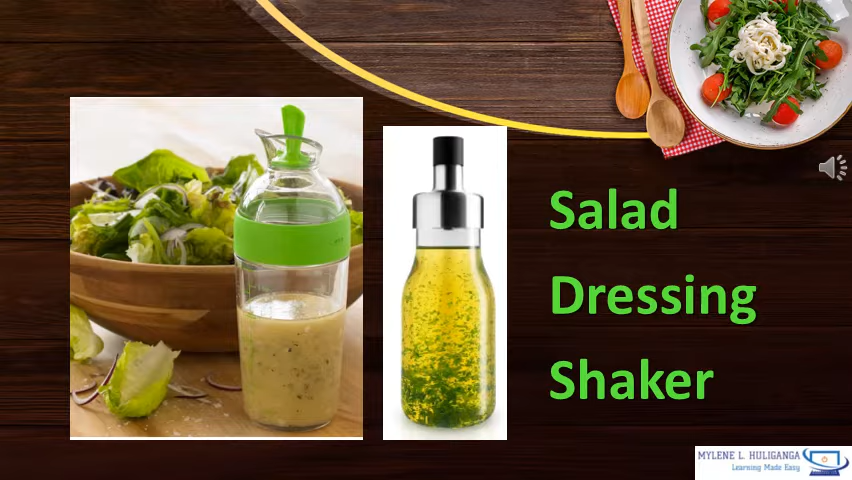 Salad
Dressing
Shaker
MYLENE L. HULIGANGA
Learning Made Easy